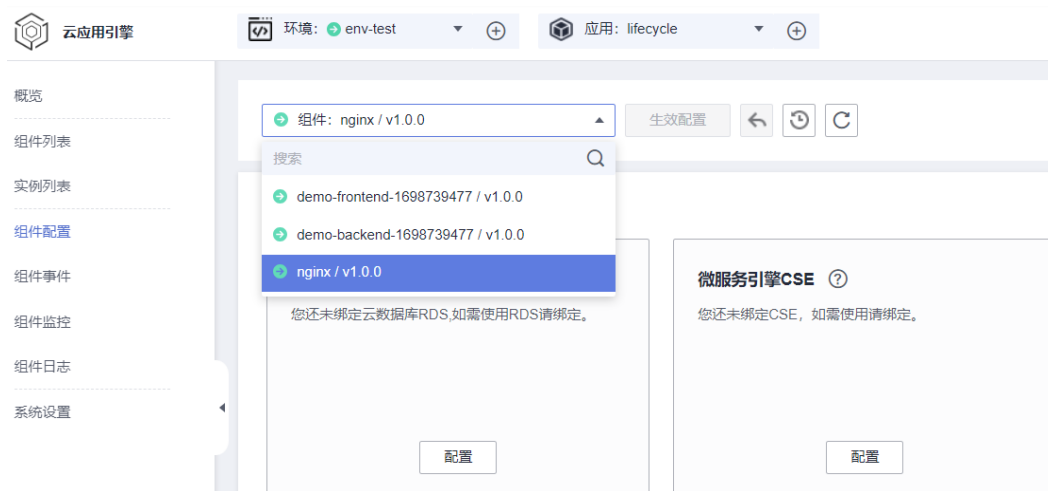 云应用引擎
环境: env-test
应用: lifecycle
概览
组件列表
实例列表
组件配置
组件事件
组件监控
组件日志
系统设置
组件: nginx / v1.0.0
生效配置
搜索
demo-frontend-1698739477 / v1.0.0
demo-backend-1698739477 / v1.0.0
nginx / v1.0.0
您还未绑定云数据库RDS,如需使用RDS请绑定。
配置
微服务引擎CSE ?
您还未绑定CSE，如需使用请绑定。
配置